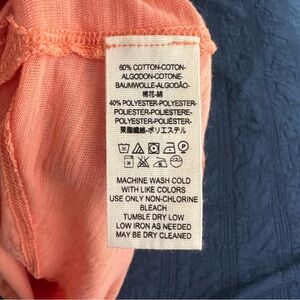 60% COTTON-COTON-
ALGODON-COTONE-
BAUMWOLLE-ALGODÃO-
棉花-綿
40% POLYESTER-POLYESTER-
POLIESTER-POLIESTERE-
POLYESTER-POLIÉSTER-
聚酯纖維-ポリエステル
MACHINE WASH COLD
WITH LIKE COLORS
USE ONLY NON-CHLORINE
BLEACH
TUMBLE DRY LOW
LOW IRON AS NEEDED
MAY BE DRY CLEANED